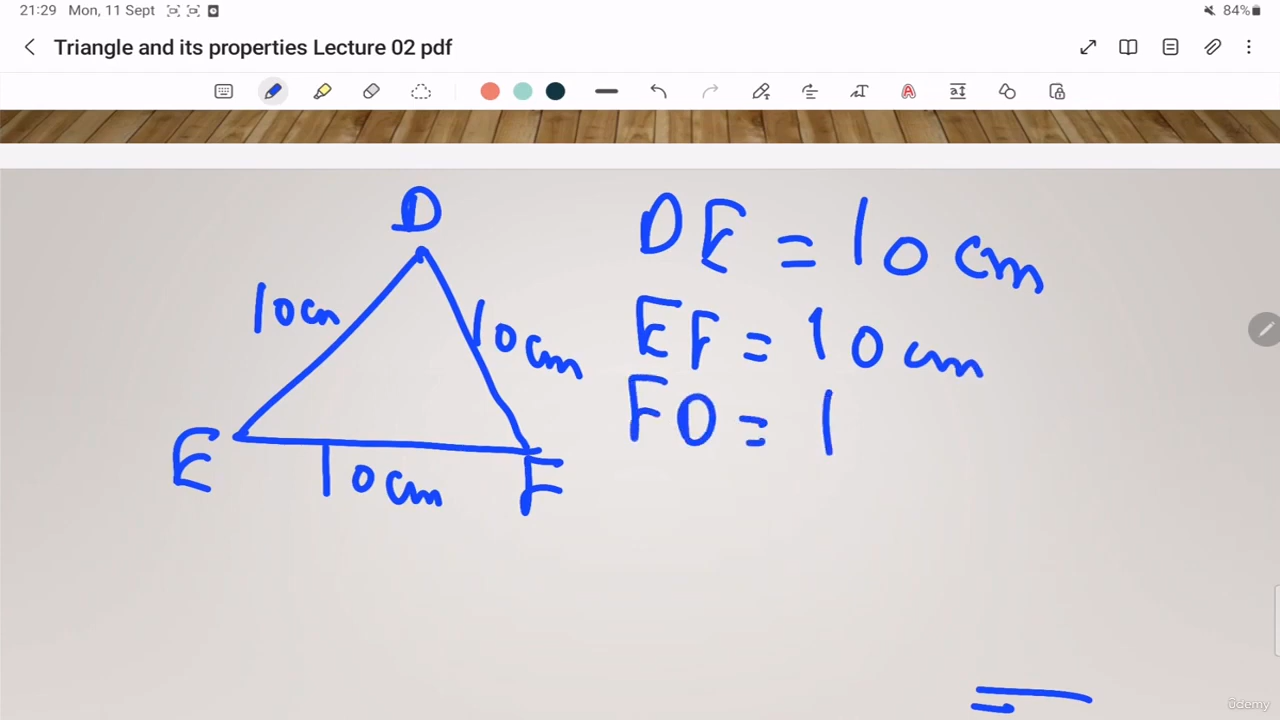 21:29 Mon, 11 Sept 84%
Triangle and its properties Lecture 02 pdf
D
10cm
10cm
E
10cm
F
DE = 10 cm
EF = 10 cm
FD = 1
ûdemy